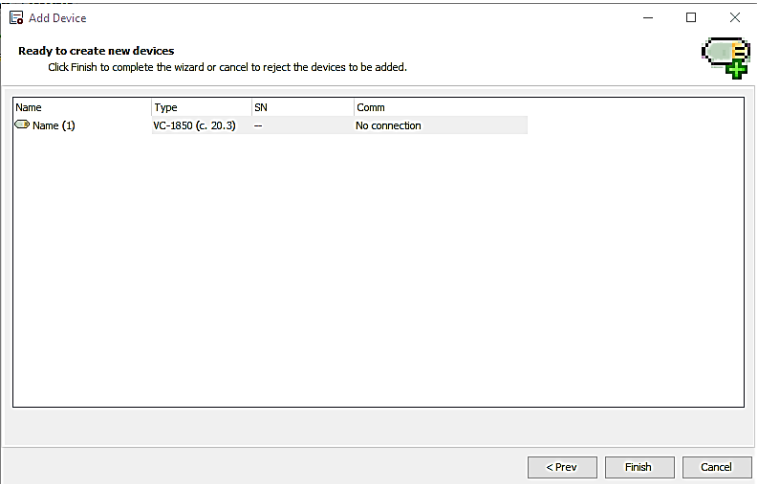 Add Device
Ready to create new devices
Click Finish to complete the wizard or cancel to reject the devices to be added.
Name Type SN Comm
Name (1) VC-1850 (c. 20.3) -- No connection
< Prev Finish Cancel